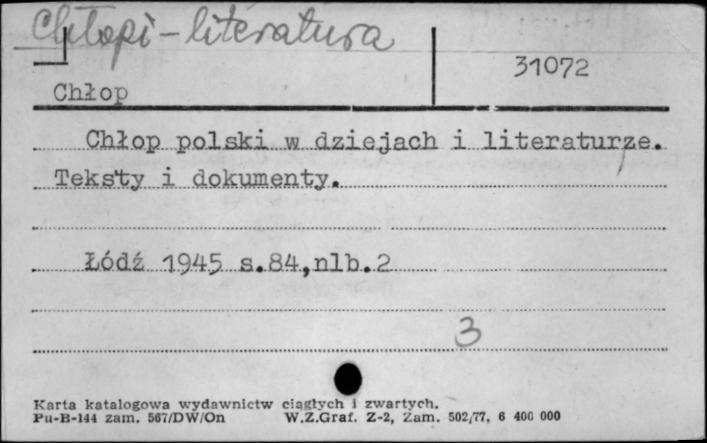 Chłopi - literatura
31072
Chłop
Chłop polski w dziejach i literaturze.
Teksty i dokumenty.
Łódź 1945 s.84,nlb.2
3
Karta katalogowa wydawnictw ciągłych i zwartych.
Pu-B-144 zam. 567/DW/On W.Z.Graf. Z-2, Zam. 502/77, 6 400 000